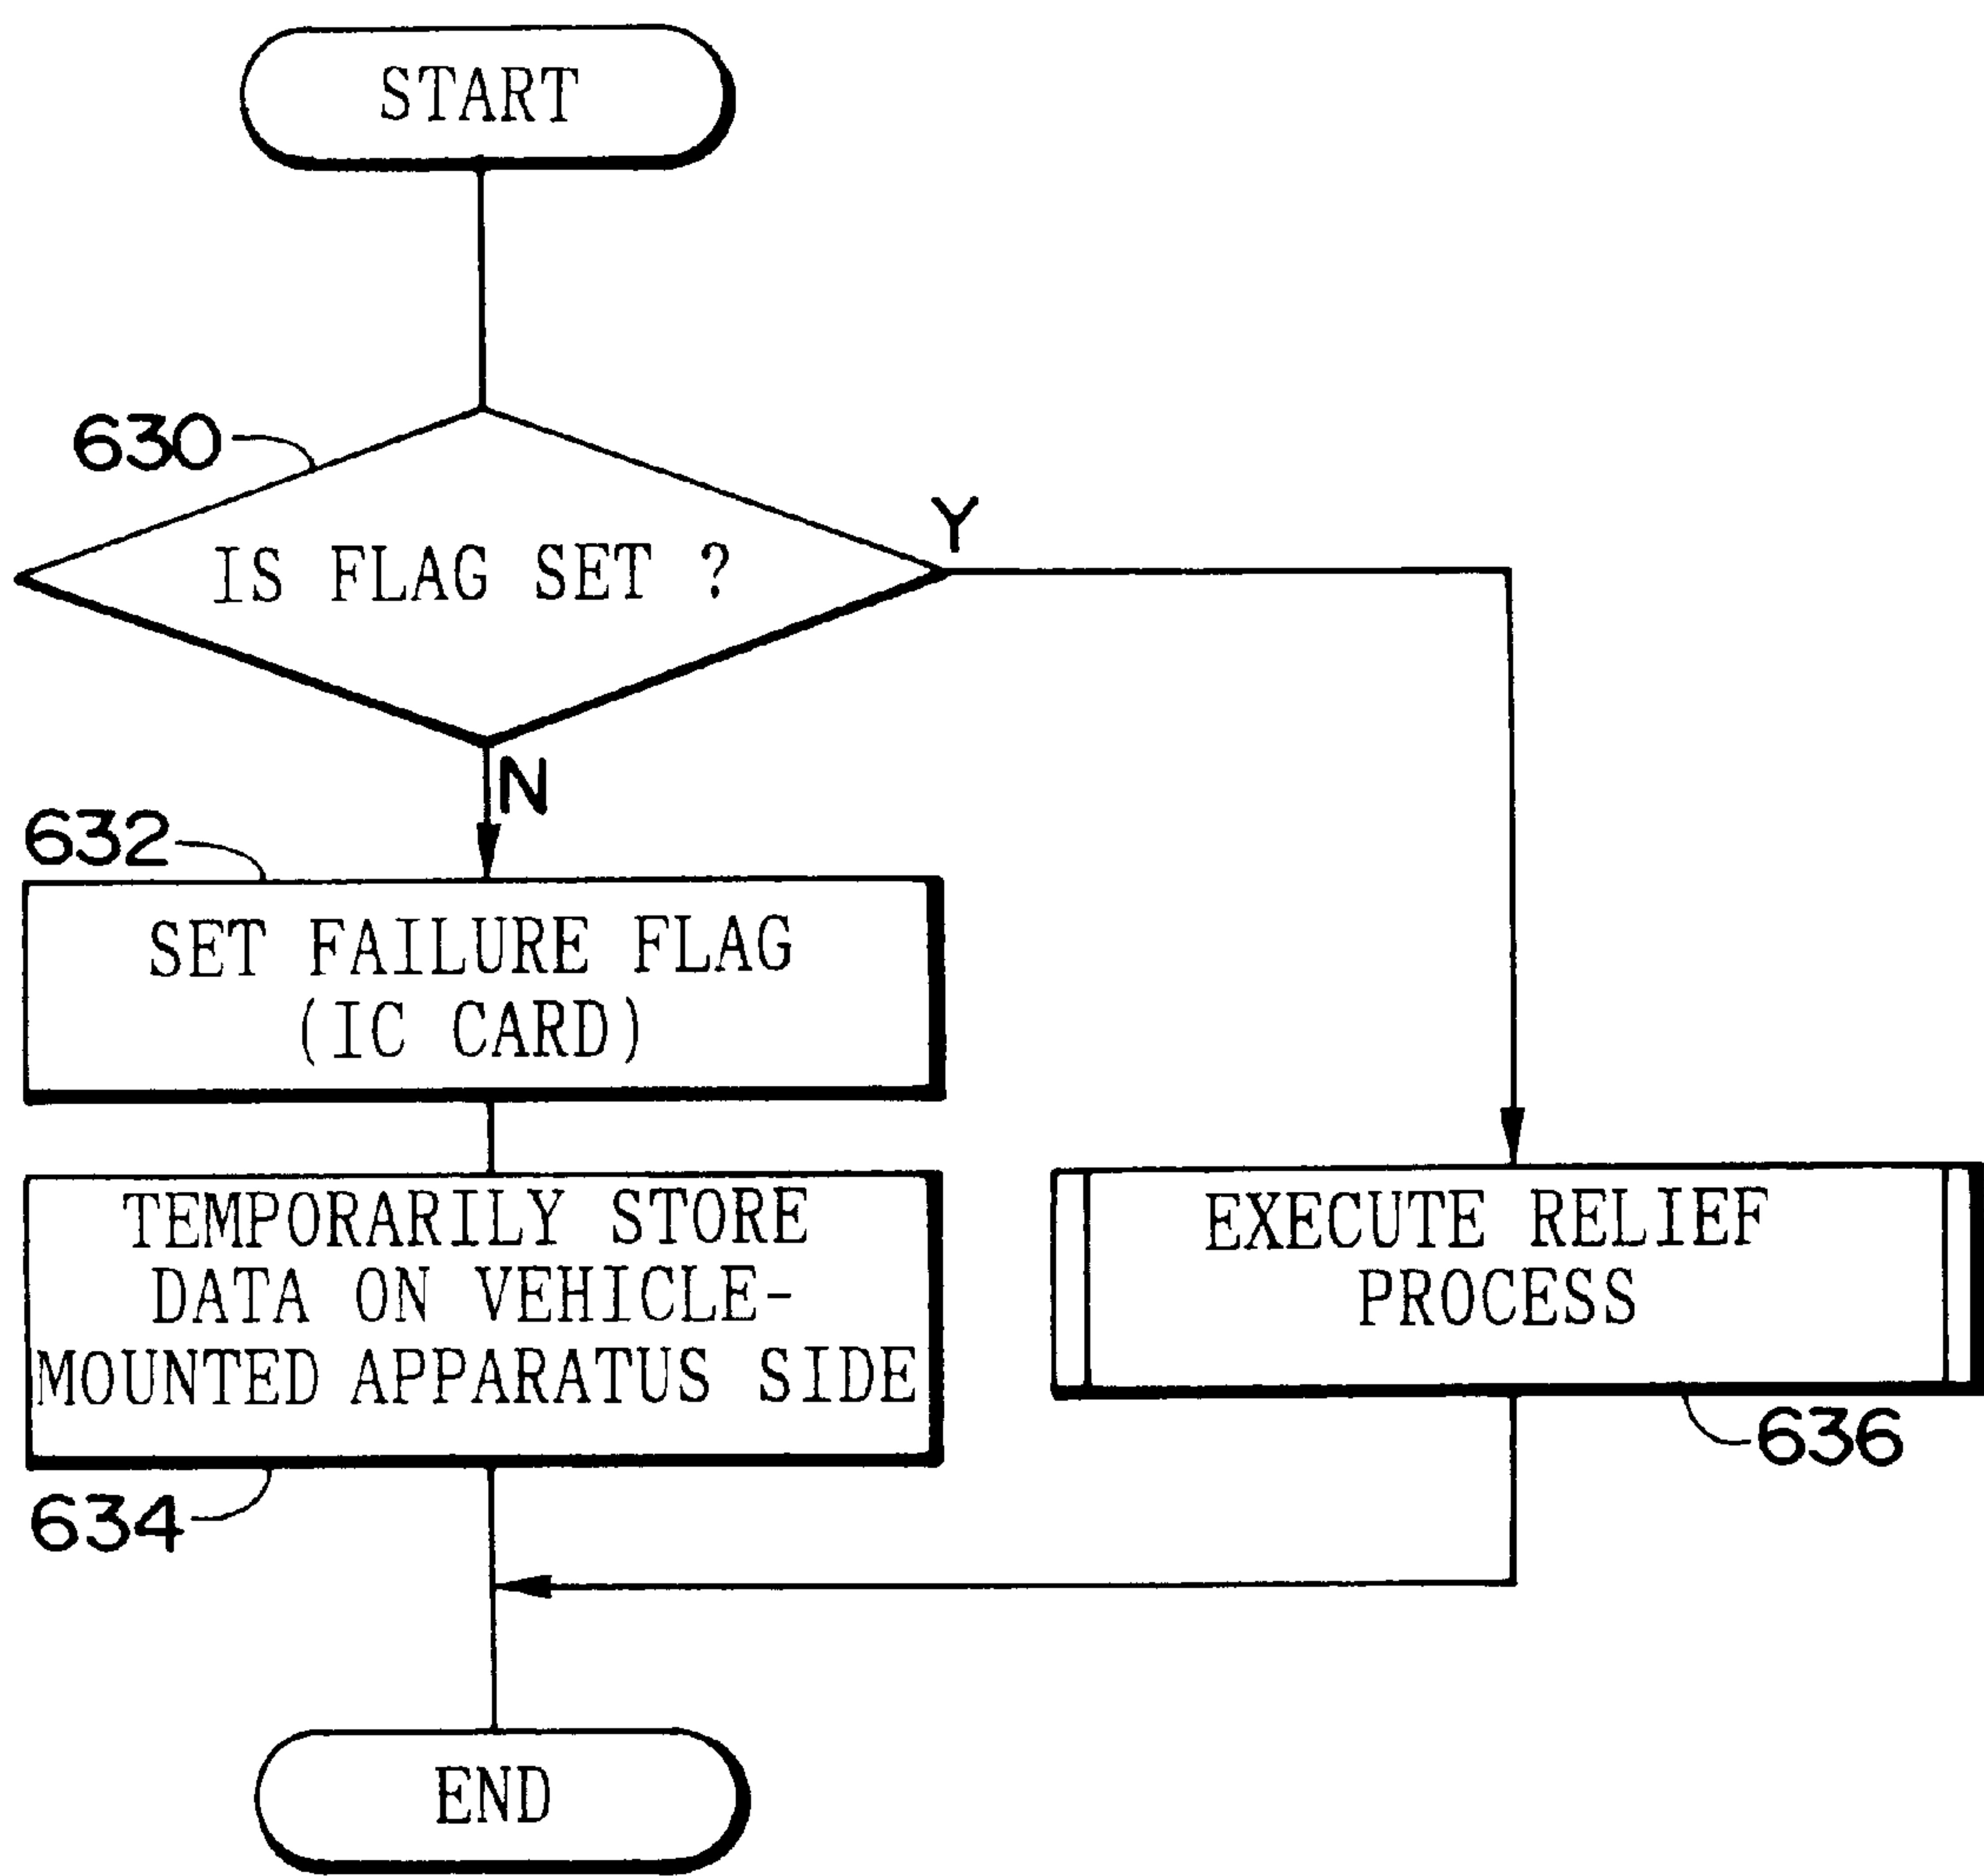 START
630
IS FLAG SET ?
Y
N
632
SET FAILURE FLAG
(IC CARD)
TEMPORARILY STORE
DATA ON VEHICLE-
MOUNTED APPARATUS SIDE
634
EXECUTE RELIEF
PROCESS
636
END